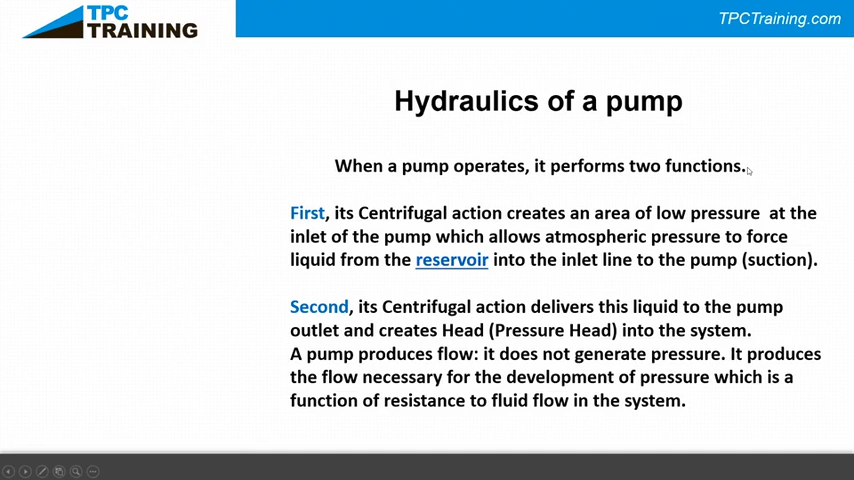 TPC
TRAINING
TPCTraining.com
Hydraulics of a pump
When a pump operates, it performs two functions.
First, its Centrifugal action creates an area of low pressure at the
inlet of the pump which allows atmospheric pressure to force
liquid from the reservoir into the inlet line to the pump (suction).
Second, its Centrifugal action delivers this liquid to the pump
outlet and creates Head (Pressure Head) into the system.
A pump produces flow: it does not generate pressure. It produces
the flow necessary for the development of pressure which is a
function of resistance to fluid flow in the system.